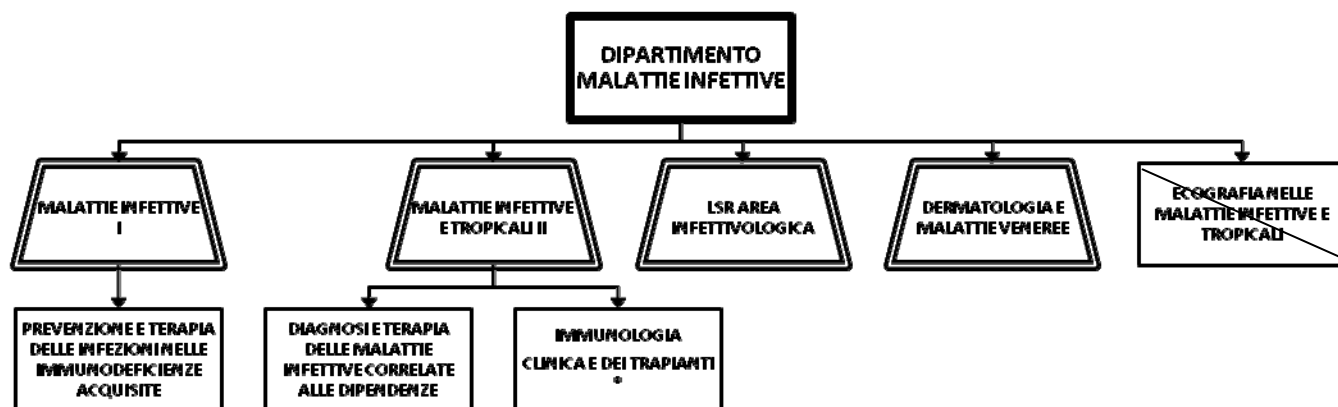 DIPARTIMENTO
MALATTIE INFETTIVE
MALATTIE INFETTIVE
I
MALATTIE INFETTIVE
E TROPICALI II
LSR AREA
INFETTIVOLOGICA
DERMATOLOGIA E
MALATTIE VENEREE
ECOGRAFIA NELLE
MALATTIE INFETTIVE E
TROPICALI
PREVENZIONE E TERAPIA
DELLE INFEZIONI NELLE
IMMUNODEFICIENZE
ACQUISITE
DIAGNOSI E TERAPIA
DELLE MALATTIE
INFETTIVE CORRELATE
ALLE DIPENDENZE
IMMUNOLOGIA
CLINICA E DEI TRAPIANTI
*